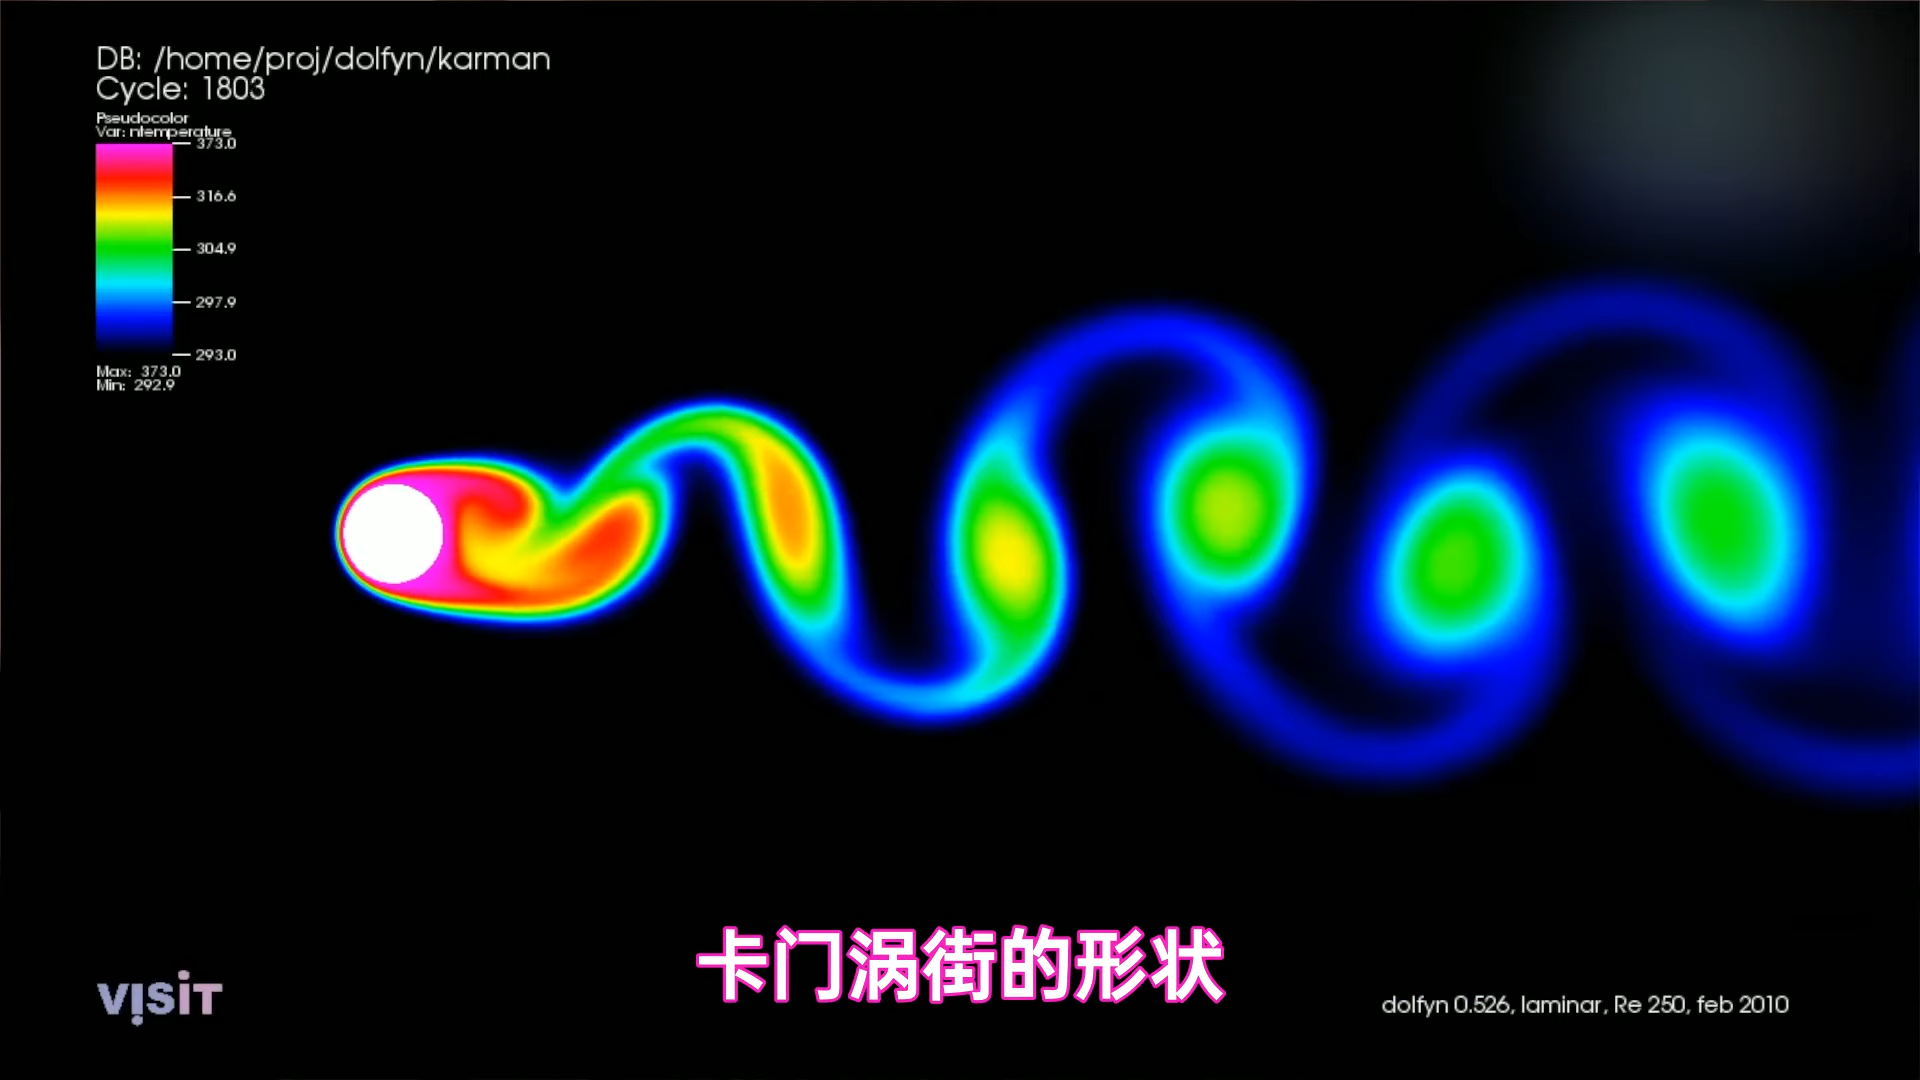 DB: /home/proj/dolfyn/karman
Cycle: 1803
Pseudocolor
Var: ntemperature
373.0
316.6
304.9
297.9
293.0
Max: 373.0
Min: 292.9
卡门涡街的形状
VISIT
dolfyn 0.526, laminar, Re 250, feb 2010